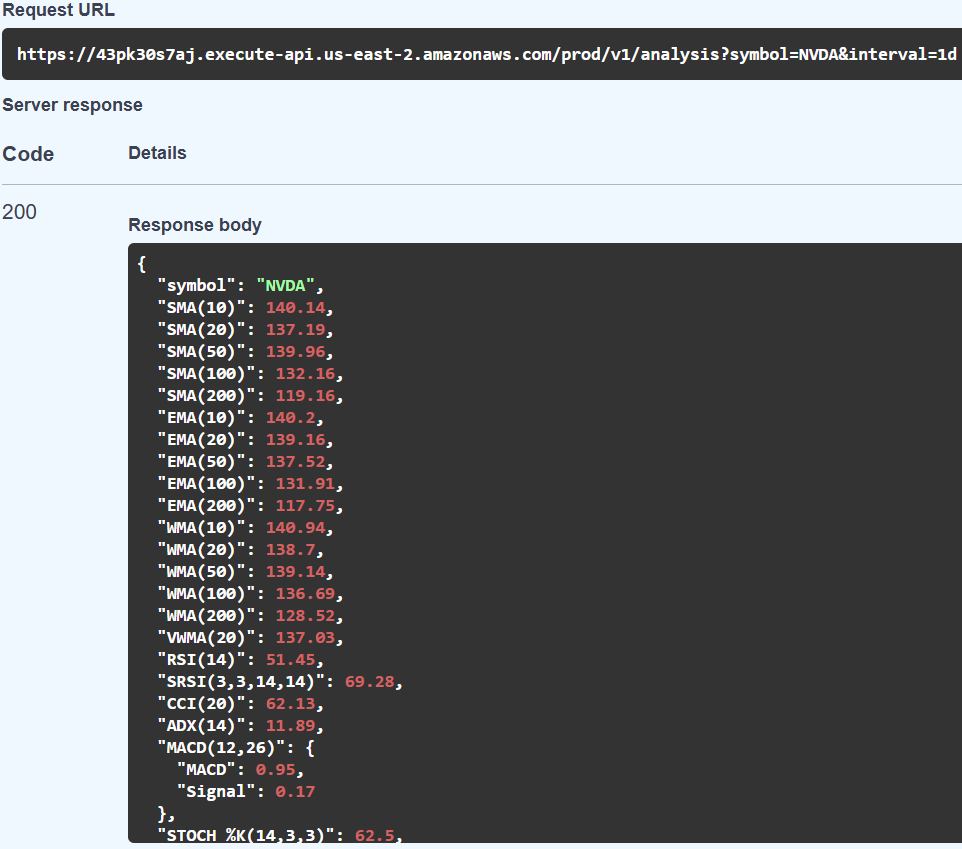 Request URL
https://43pk30s7aj.execute-api.us-east-2.amazonaws.com/prod/v1/analysis?symbol=NVDA&interval=1d
Server response
Code Details
200
Response body
{
  "symbol": "NVDA",
  "SMA(10)": 140.14,
  "SMA(20)": 137.19,
  "SMA(50)": 139.96,
  "SMA(100)": 132.16,
  "SMA(200)": 119.16,
  "EMA(10)": 140.2,
  "EMA(20)": 139.16,
  "EMA(50)": 137.52,
  "EMA(100)": 131.91,
  "EMA(200)": 117.75,
  "WMA(10)": 140.94,
  "WMA(20)": 138.7,
  "WMA(50)": 139.14,
  "WMA(100)": 136.69,
  "WMA(200)": 128.52,
  "VWMA(20)": 137.03,
  "RSI(14)": 51.45,
  "SRSI(3,3,14,14)": 69.28,
  "CCI(20)": 62.13,
  "ADX(14)": 11.89,
  "MACD(12,26)": {
    "MACD": 0.95,
    "Signal": 0.17
  },
  "STOCH %K(14,3,3)": 62.5,